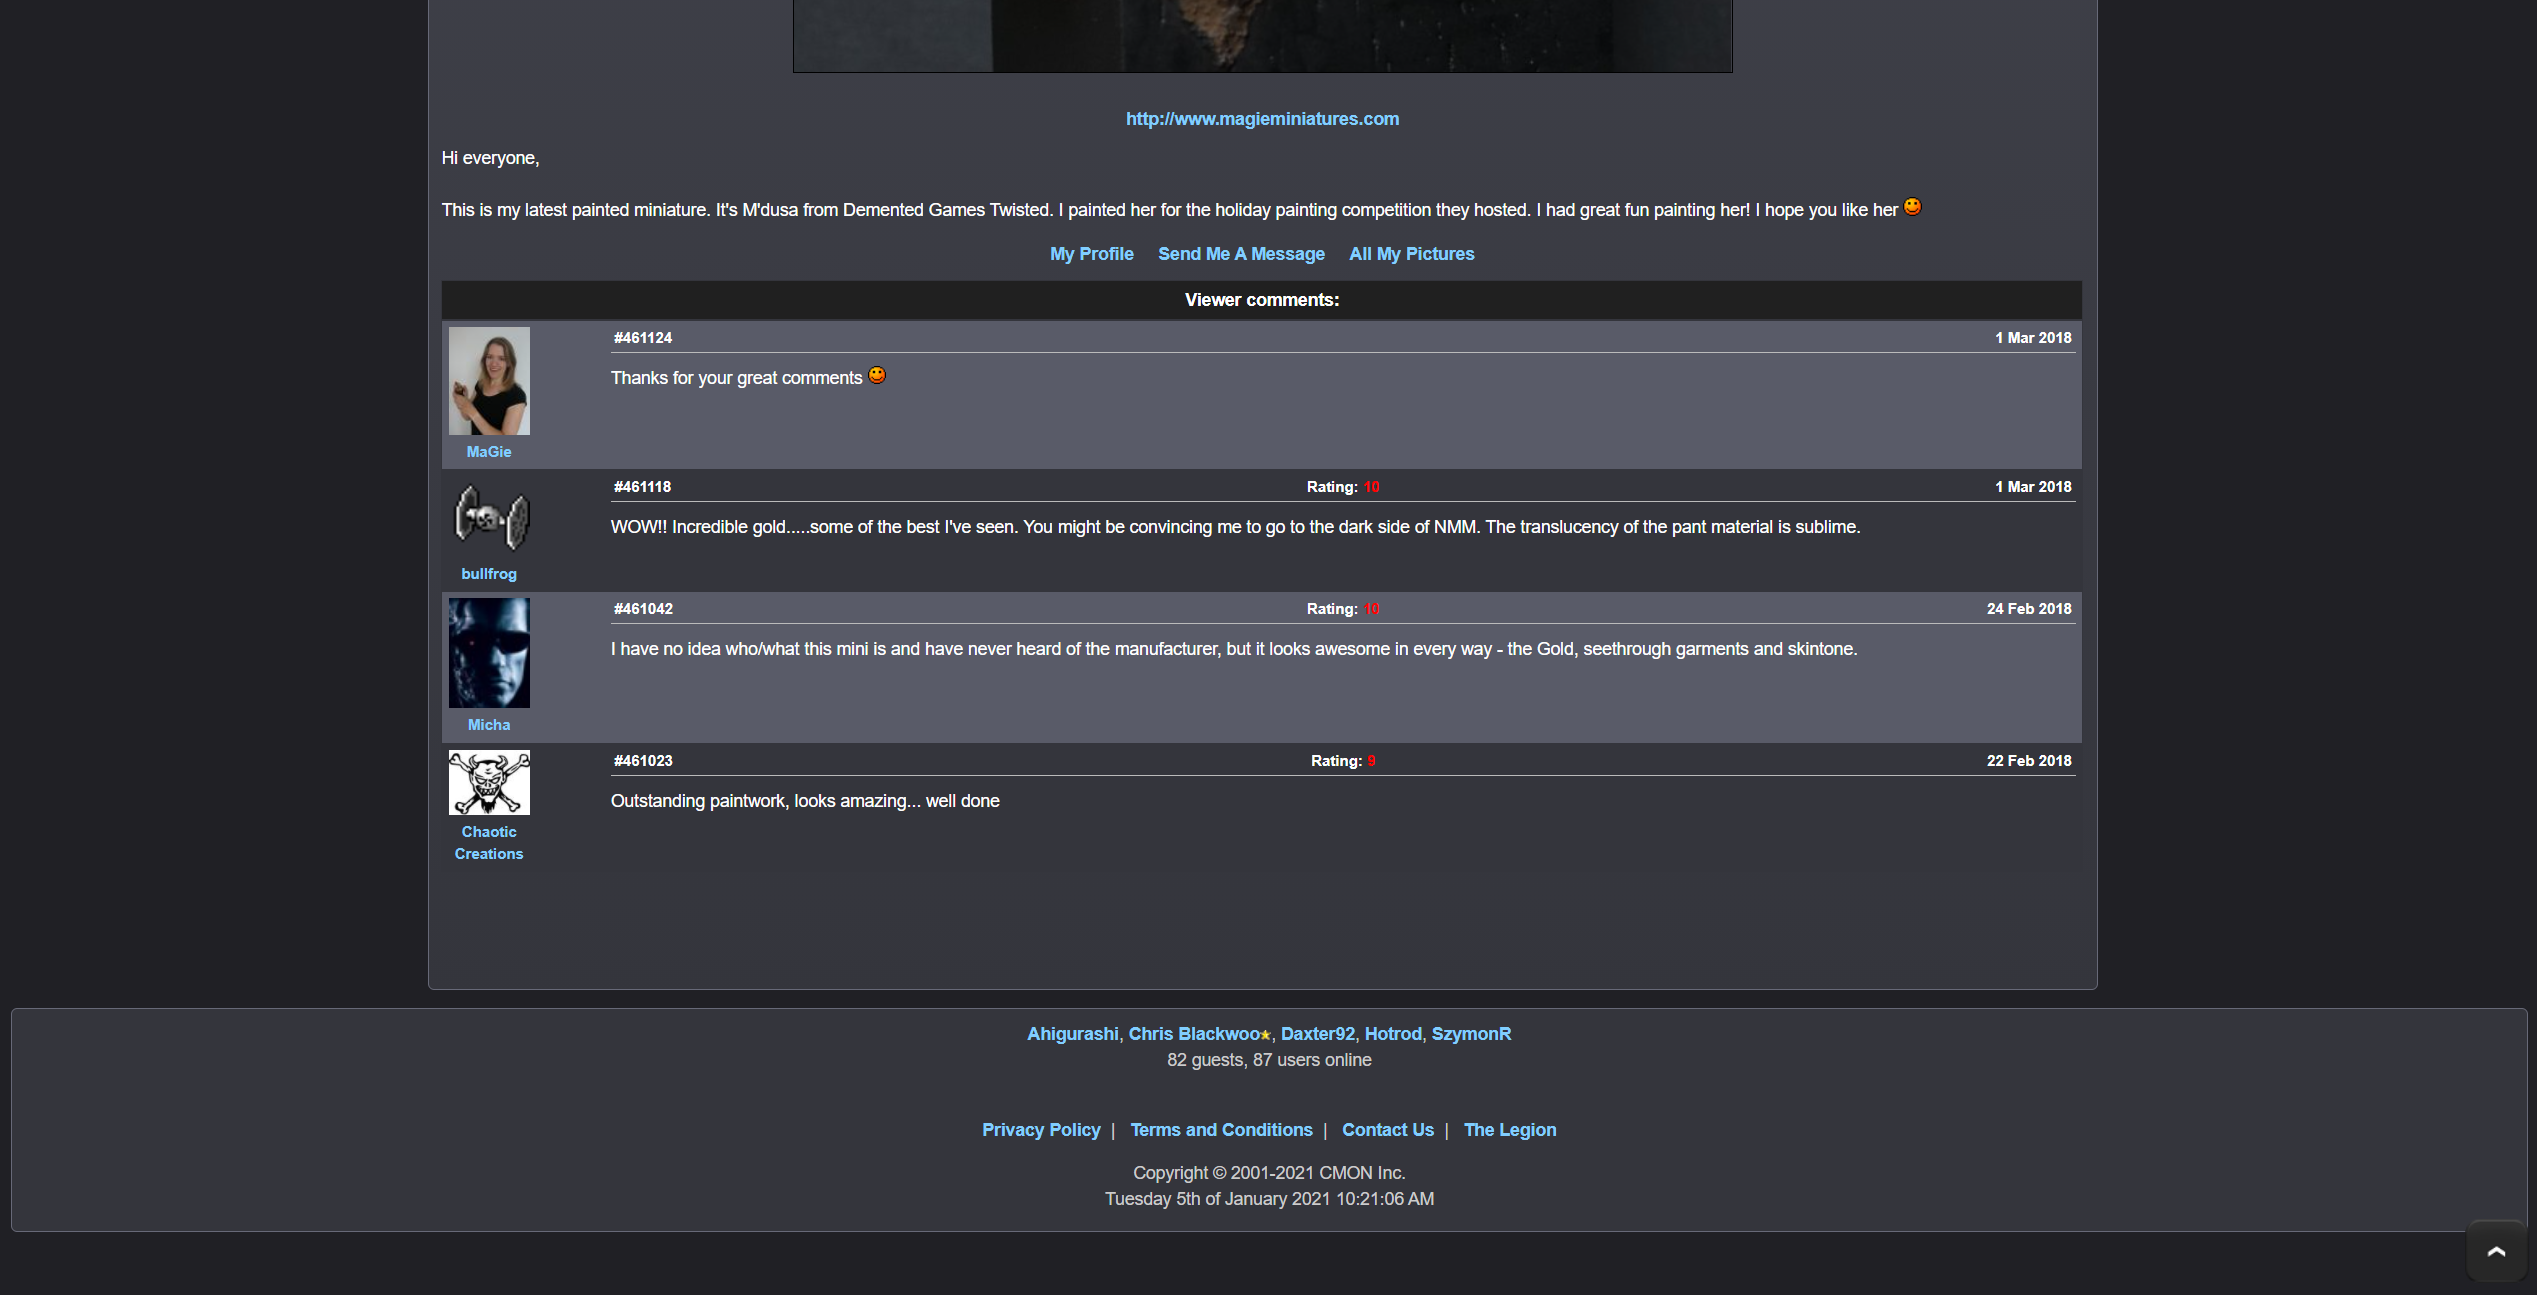 http://www.magieminiatures.com
Hi everyone,
This is my latest painted miniature. It's M'dusa from Demented Games Twisted. I painted her for the holiday painting competition they hosted. I had great fun painting her! I hope you like her
My Profile Send Me A Message All My Pictures
Viewer comments:
#461124 1 Mar 2018
Thanks for your great comments
MaGie
#461118 Rating: 10 1 Mar 2018
WOW!! Incredible gold.....some of the best I've seen. You might be convincing me to go to the dark side of NMM. The translucency of the pant material is sublime.
bullfrog
#461042 Rating: 10 24 Feb 2018
I have no idea who/what this mini is and have never heard of the manufacturer, but it looks awesome in every way - the Gold, seethrough garments and skintone.
Micha
#461023 Rating: 9 22 Feb 2018
Outstanding paintwork, looks amazing... well done
Chaotic
Creations
Ahigurashi, Chris Blackwoo, Daxter92, Hotrod, SzymonR
82 guests, 87 users online
Privacy Policy | Terms and Conditions | Contact Us | The Legion
Copyright © 2001-2021 CMON Inc.
Tuesday 5th of January 2021 10:21:06 AM